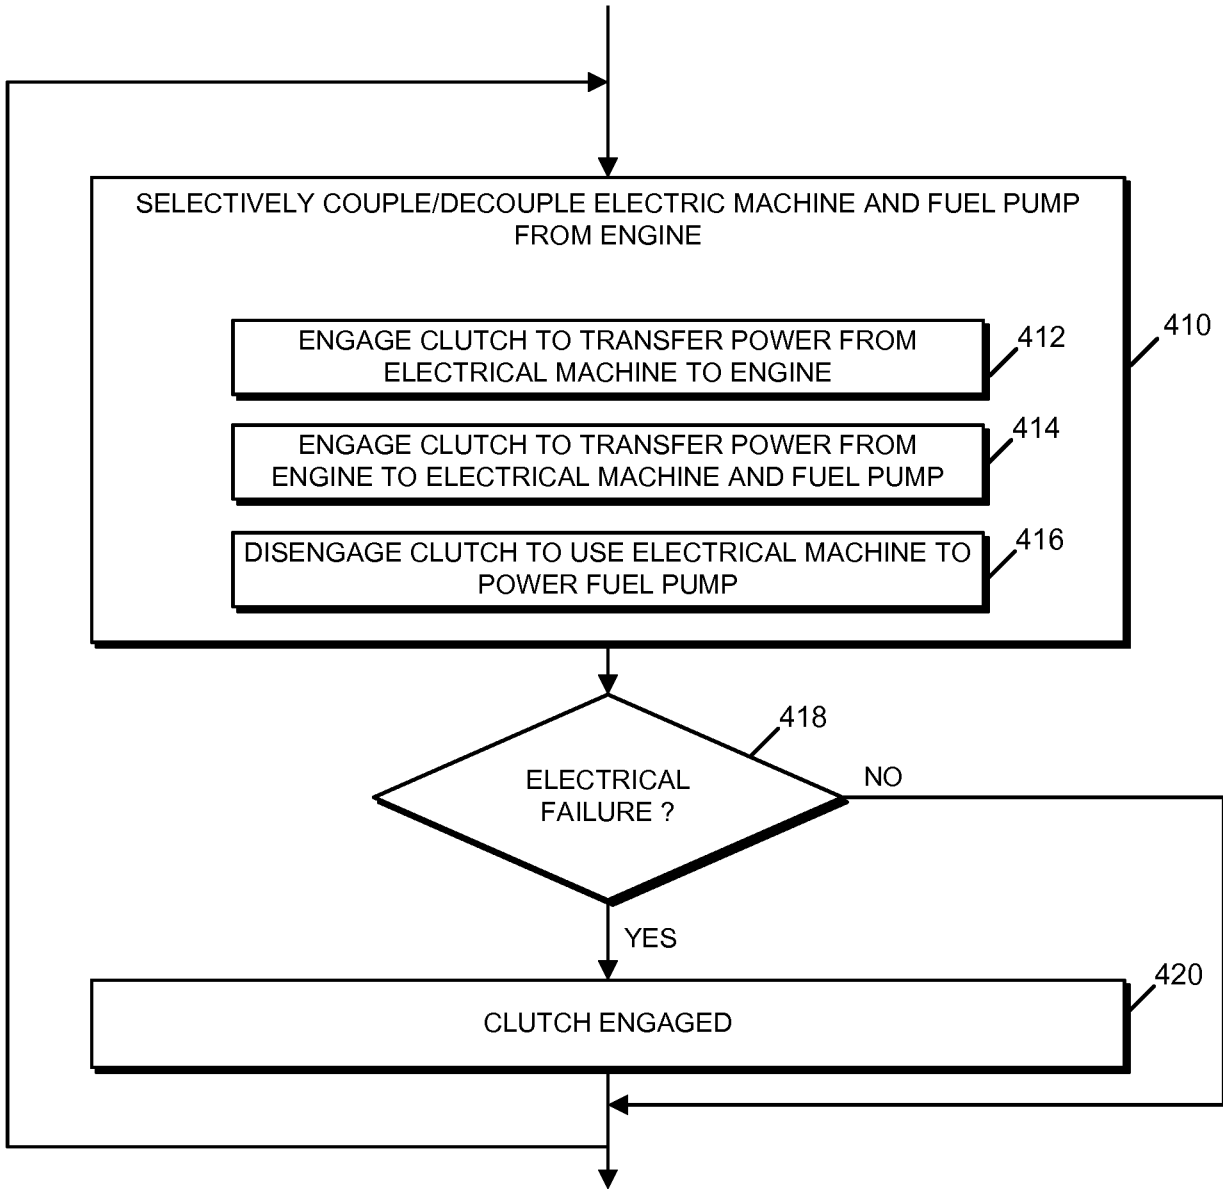 SELECTIVELY COUPLE/DECOUPLE ELECTRIC MACHINE AND FUEL PUMP
FROM ENGINE
410
ENGAGE CLUTCH TO TRANSFER POWER FROM
ELECTRICAL MACHINE TO ENGINE
412
ENGAGE CLUTCH TO TRANSFER POWER FROM
ENGINE TO ELECTRICAL MACHINE AND FUEL PUMP
414
DISENGAGE CLUTCH TO USE ELECTRICAL MACHINE TO
POWER FUEL PUMP
416
418
ELECTRICAL
FAILURE ?
NO
YES
420
CLUTCH ENGAGED